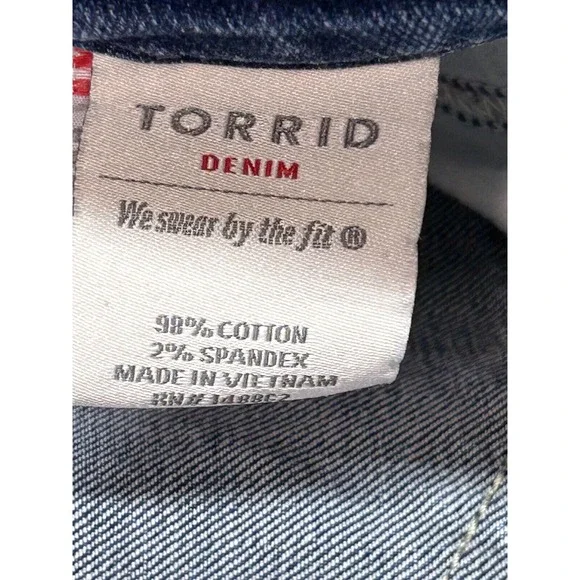 TORRID
DENIM
We swear by the fit ®
98% COTTON
2% SPANDEX
MADE IN VIETNAM
RN#